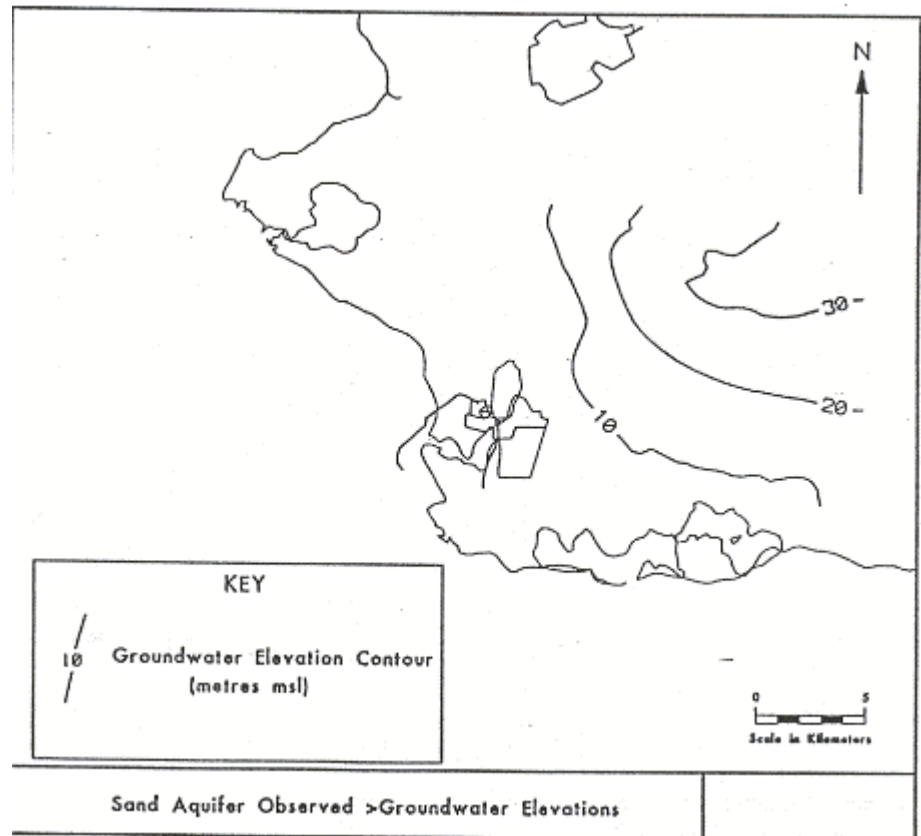 N
30-
20-
10
KEY
10
Groundwater Elevation Contour
(metres msl)
0 5
Scale in Kilometers
Sand Aquifer Observed >Groundwater Elevations